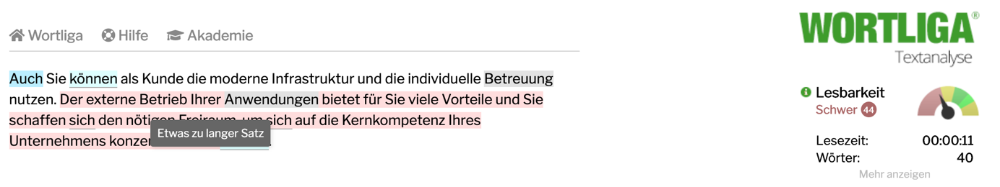 Wortliga Hilfe Akademie
WORTLIGA®
Textanalyse
Auch Sie können als Kunde die moderne Infrastruktur und die individuelle Betreuung
nutzen. Der externe Betrieb Ihrer Anwendungen bietet für Sie viele Vorteile und Sie
schaffen sich den nötigen Freiraum, um sich auf die Kernkompetenz Ihres
Unternehmens
Etwas zu langer Satz
Lesbarkeit
Schwer 44
Lesezeit: 00:00:11
Wörter: 40
Mehr anzeigen